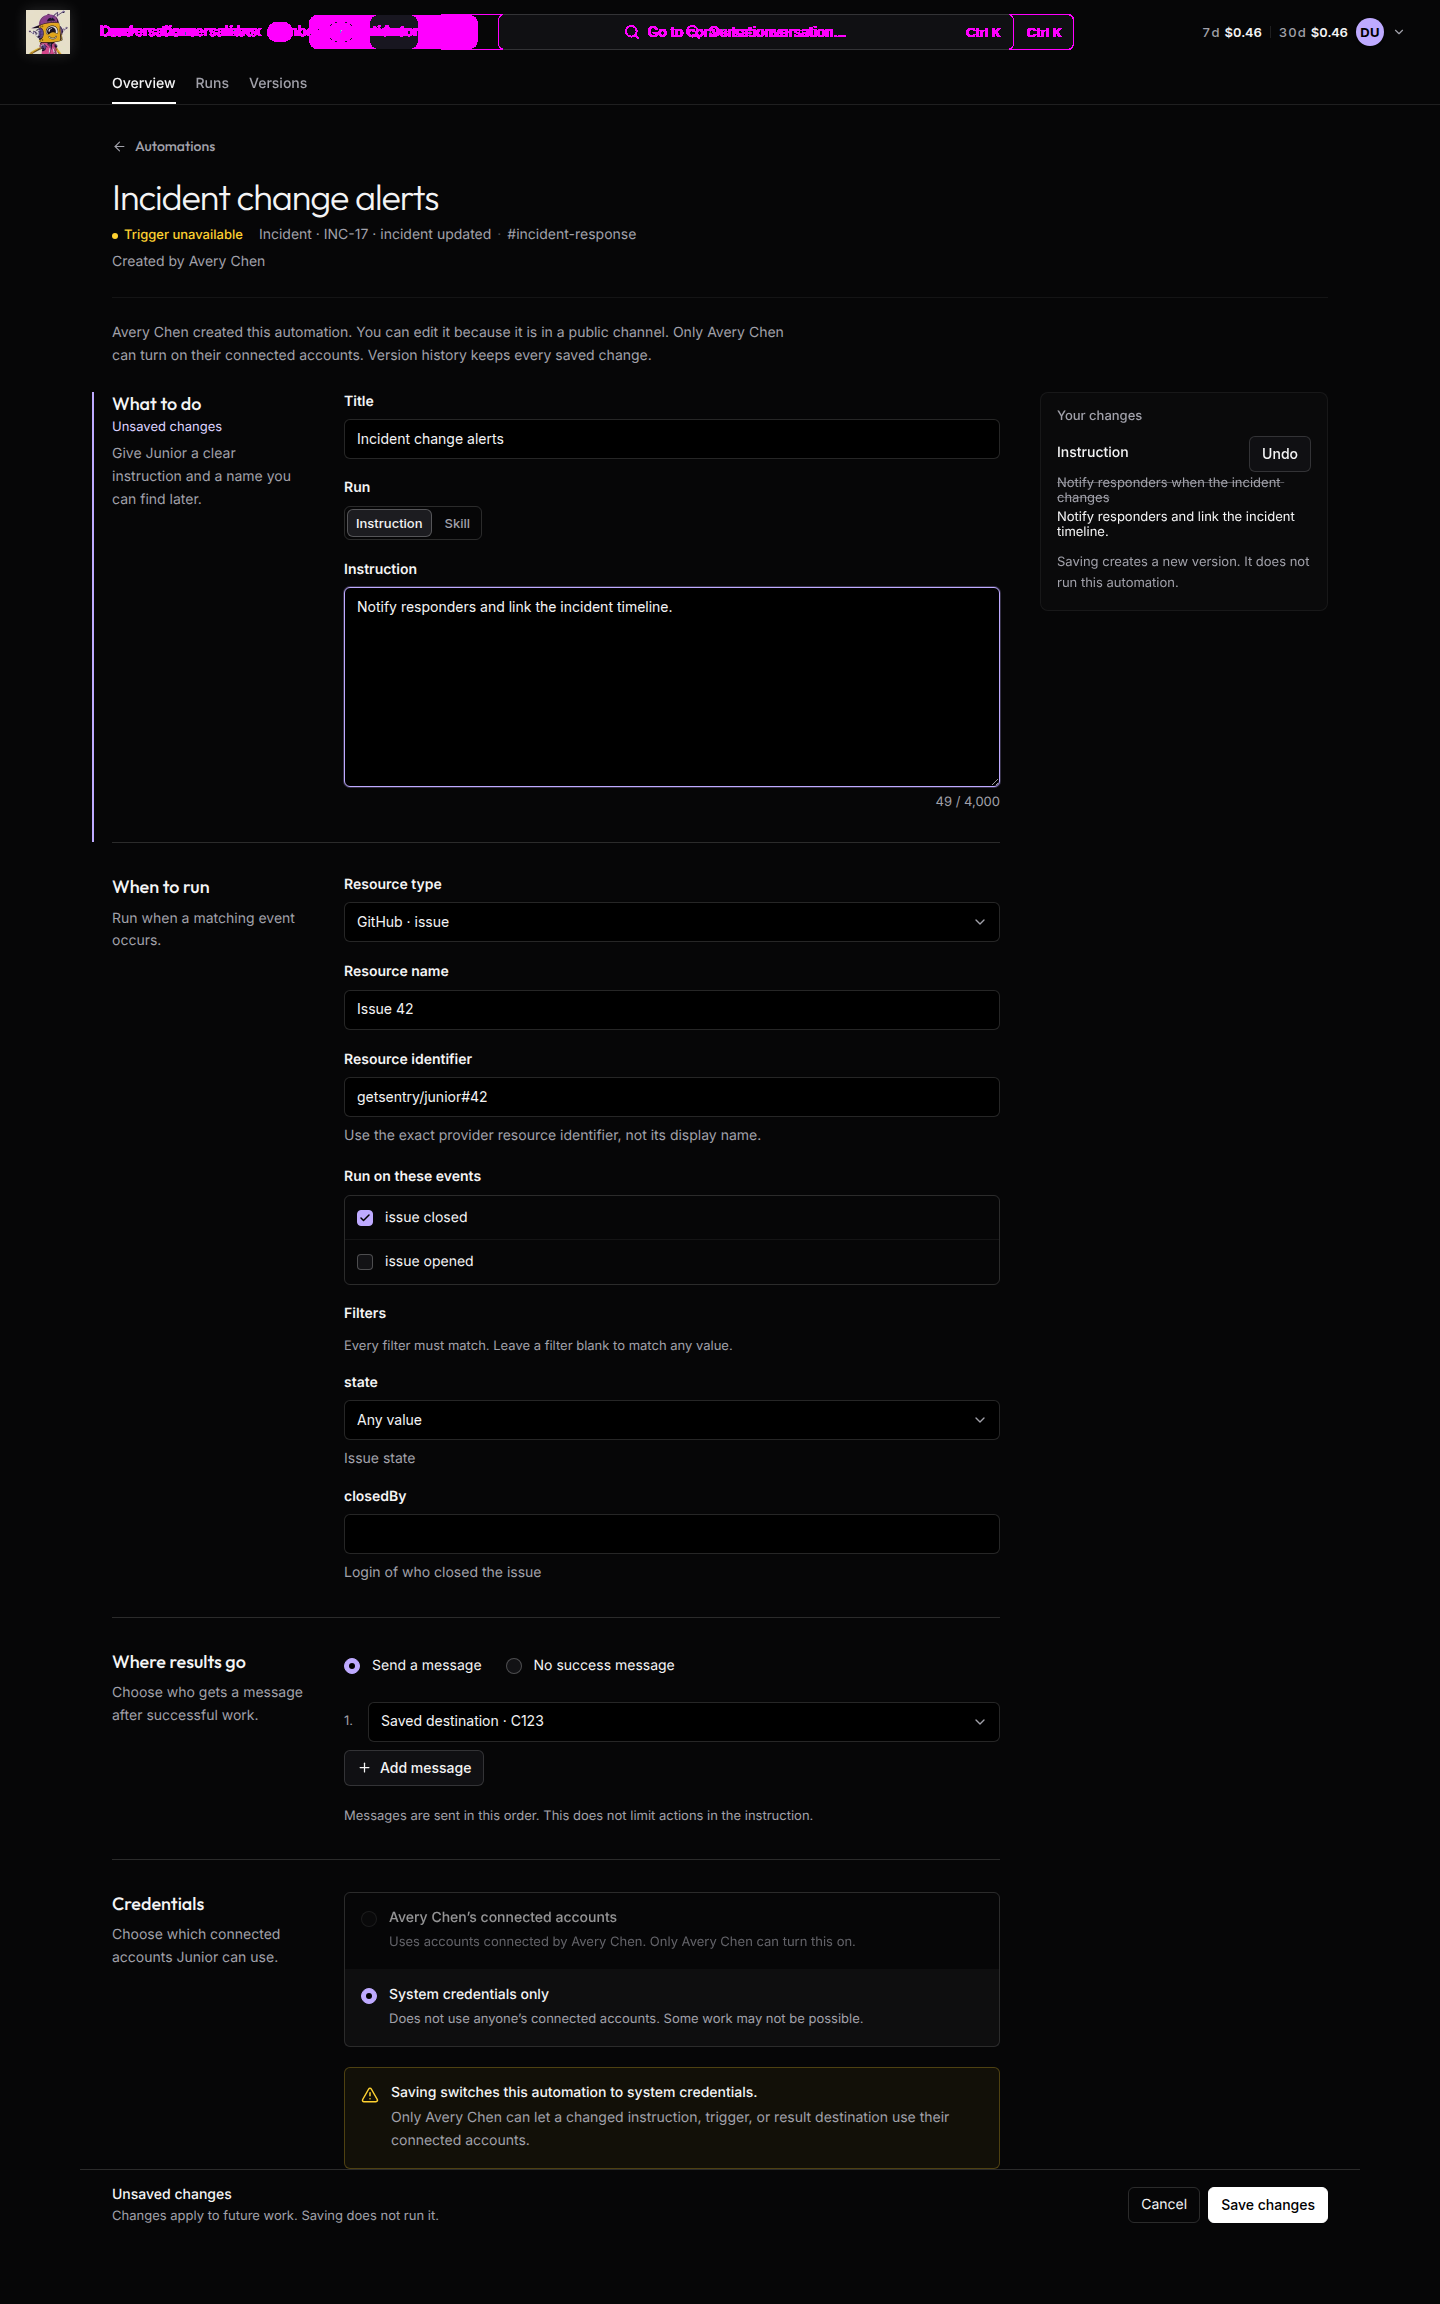 Ctrl K
Ctrl K
7d $0.46
30d $0.46
DU
Overview
Runs
Versions
Automations
Incident change alerts
Trigger unavailable
Incident · INC-17 · incident updated · #incident-response
Created by Avery Chen
Avery Chen created this automation. You can edit it because it is in a public channel. Only Avery Chen
can turn on their connected accounts. Version history keeps every saved change.
What to do
Unsaved changes
Give Junior a clear
instruction and a name you
can find later.
Title
Incident change alerts
Run
Instruction
Skill
Instruction
Notify responders and link the incident timeline.
49 / 4,000
Your changes
Instruction
Undo
Notify responders when the incident
changes
Notify responders and link the incident
timeline.
Saving creates a new version. It does not
run this automation.
When to run
Run when a matching event
occurs.
Resource type
GitHub · issue
Resource name
Issue 42
Resource identifier
getsentry/junior#42
Use the exact provider resource identifier, not its display name.
Run on these events
issue closed
issue opened
Filters
Every filter must match. Leave a filter blank to match any value.
state
Any value
Issue state
closedBy
Login of who closed the issue
Where results go
Choose who gets a message
after successful work.
Send a message
No success message
1.
Saved destination · C123
Add message
Messages are sent in this order. This does not limit actions in the instruction.
Credentials
Choose which connected
accounts Junior can use.
Avery Chen’s connected accounts
Uses accounts connected by Avery Chen. Only Avery Chen can turn this on.
System credentials only
Does not use anyone’s connected accounts. Some work may not be possible.
Saving switches this automation to system credentials.
Only Avery Chen can let a changed instruction, trigger, or result destination use their
connected accounts.
Unsaved changes
Changes apply to future work. Saving does not run it.
Cancel
Save changes